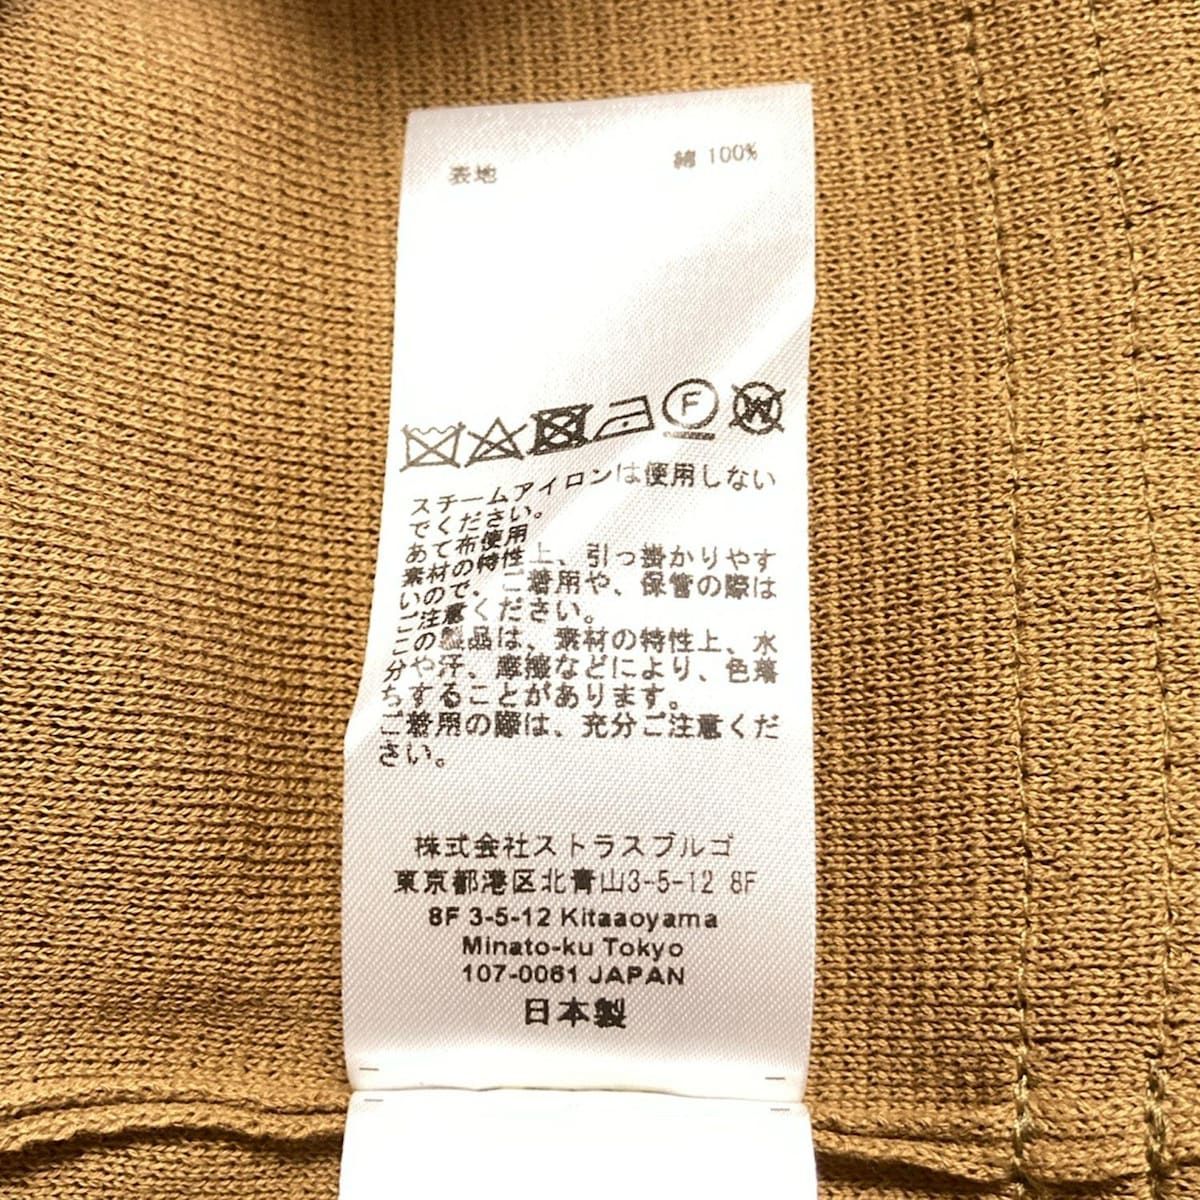 表地 綿 100%
F W
スチームアイロンは使用しない
でください。
あて布使用
素材の特性上、引っ掛かりやす
いので、ご着用や、保管の際は
ご注意ください。
この製品は、素材の特性上、水
分や汗、摩擦などにより、色落
ちすることがあります。
ご着用の際は、充分ご注意くだ
さい。
株式会社ストラスブルゴ
東京都港区北青山3-5-12 8F
8F 3-5-12 Kitaaoyama
Minato-ku Tokyo
107-0061 JAPAN
日本製